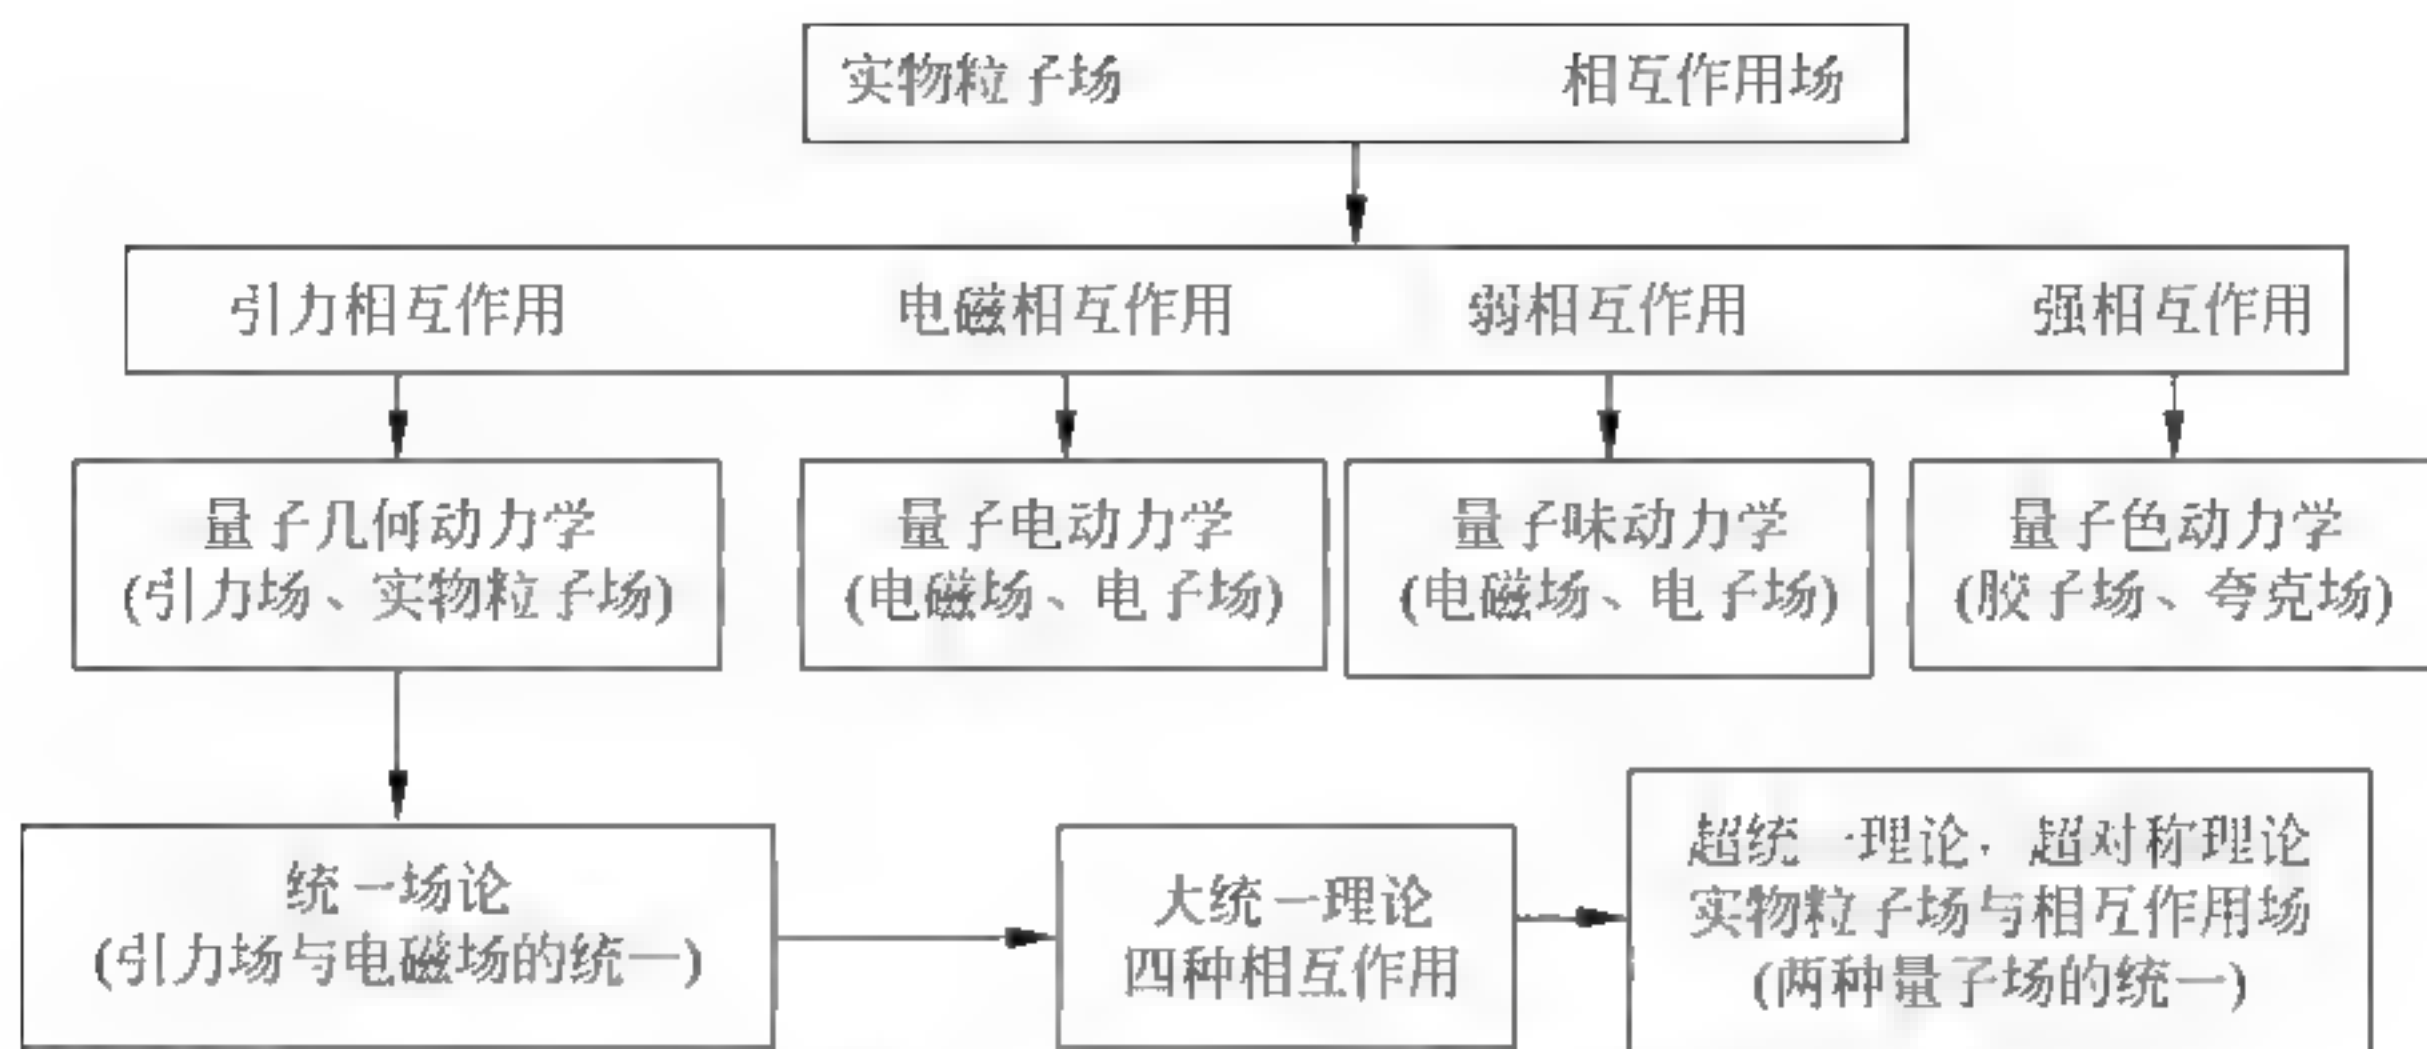 实物粒子场 相互作用场
引力相互作用 电磁相互作用 弱相互作用 强相互作用
量子几何动力学
(引力场、实物粒子场)
量子电动力学
(电磁场、电子场)
量子味动力学
(电磁场、电子场)
量子色动力学
(胶子场、夸克场)
统一场论
(引力场与电磁场的统一)
大统一理论
四种相互作用
超统一理论，超对称理论
实物粒子场与相互作用场
(两种量子场的统一)